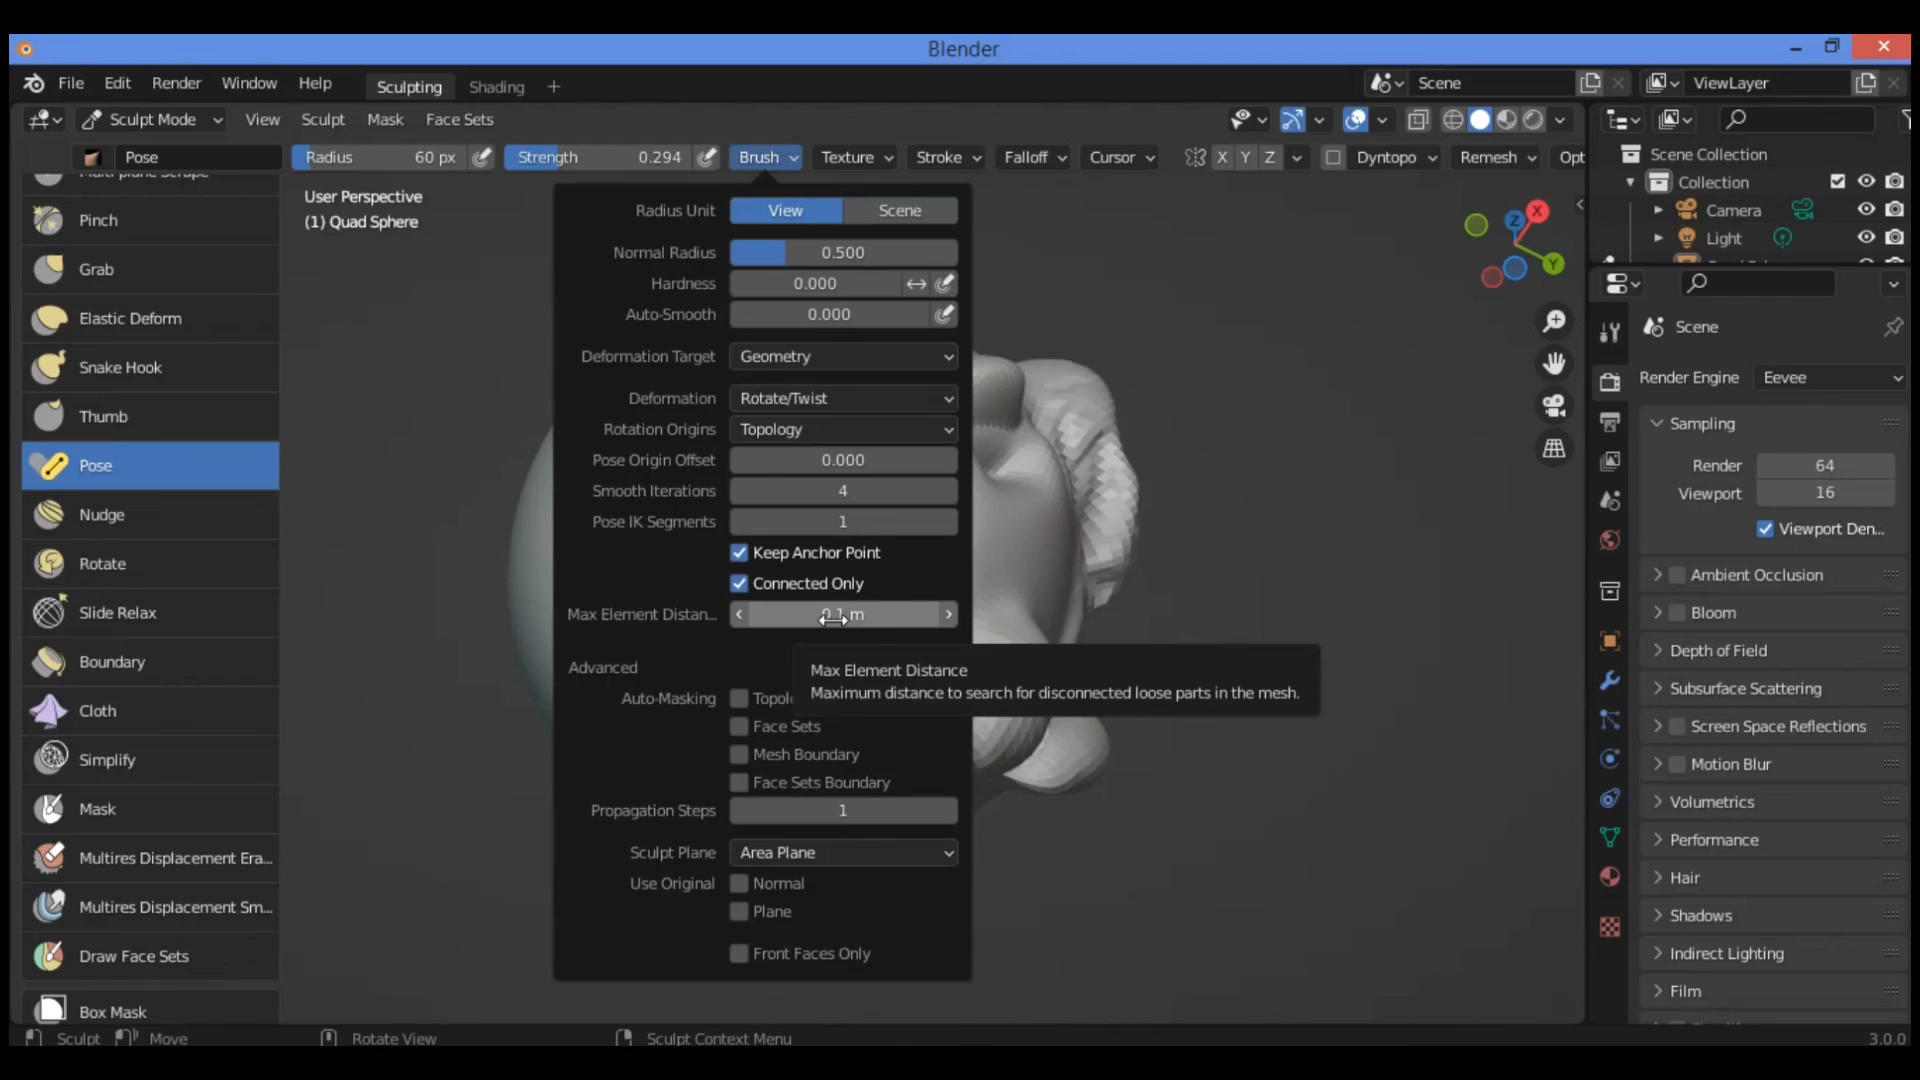 Blender
File Edit Render Window Help Sculpting Shading + Scene ViewLayer
Sculpt Mode View Sculpt Mask Face Sets
Pose Radius 60 px Strength 0.294 Brush Texture Stroke Falloff Cursor X Y Z Dyntopo Remesh Opt
Multi-plane Scrape
Pinch
Grab
Elastic Deform
Snake Hook
Thumb
Pose
Nudge
Rotate
Slide Relax
Boundary
Cloth
Simplify
Mask
Multires Displacement Era...
Multires Displacement Sm...
Draw Face Sets
Box Mask
User Perspective
(1) Quad Sphere
Radius Unit View Scene
Normal Radius 0.500
Hardness 0.000
Auto-Smooth 0.000
Deformation Target Geometry
Deformation Rotate/Twist
Rotation Origins Topology
Pose Origin Offset 0.000
Smooth Iterations 4
Pose IK Segments 1
Keep Anchor Point
Connected Only
Max Element Distan... 0.1 m
Max Element Distance
Maximum distance to search for disconnected loose parts in the mesh.
Advanced
Auto-Masking Topol
Face Sets
Mesh Boundary
Face Sets Boundary
Propagation Steps 1
Sculpt Plane Area Plane
Use Original Normal
Plane
Front Faces Only
Z X Y
Scene Collection
Collection
Camera
Light
Scene
Render Engine Eevee
Sampling
Render 64
Viewport 16
Viewport Den...
Ambient Occlusion
Bloom
Depth of Field
Subsurface Scattering
Screen Space Reflections
Motion Blur
Volumetrics
Performance
Hair
Shadows
Indirect Lighting
Film
Sculpt Move Rotate View Sculpt Context Menu 3.0.0